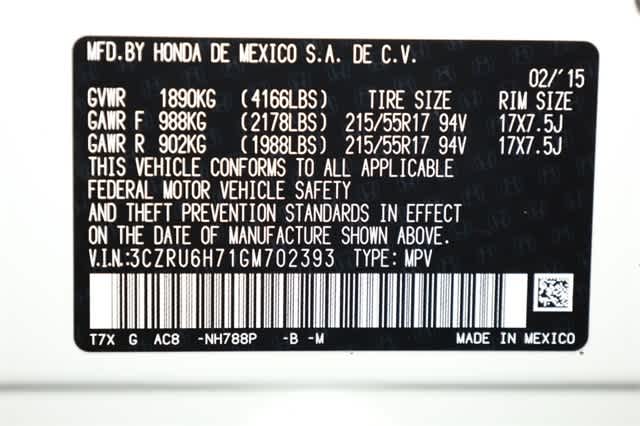 MFD.BY HONDA DE MEXICO S.A. DE C.V.
02/'15
GVWR 1890KG (4166LBS) TIRE SIZE RIM SIZE
GAWR F 988KG (2178LBS) 215/55R17 94V 17X7.5J
GAWR R 902KG (1988LBS) 215/55R17 94V 17X7.5J
THIS VEHICLE CONFORMS TO ALL APPLICABLE
FEDERAL MOTOR VEHICLE SAFETY
AND THEFT PREVENTION STANDARDS IN EFFECT
ON THE DATE OF MANUFACTURE SHOWN ABOVE.
V.I.N.:3CZRU6H71GM702393 TYPE: MPV
T7X G AC8 -NH788P -B -M MADE IN MEXICO